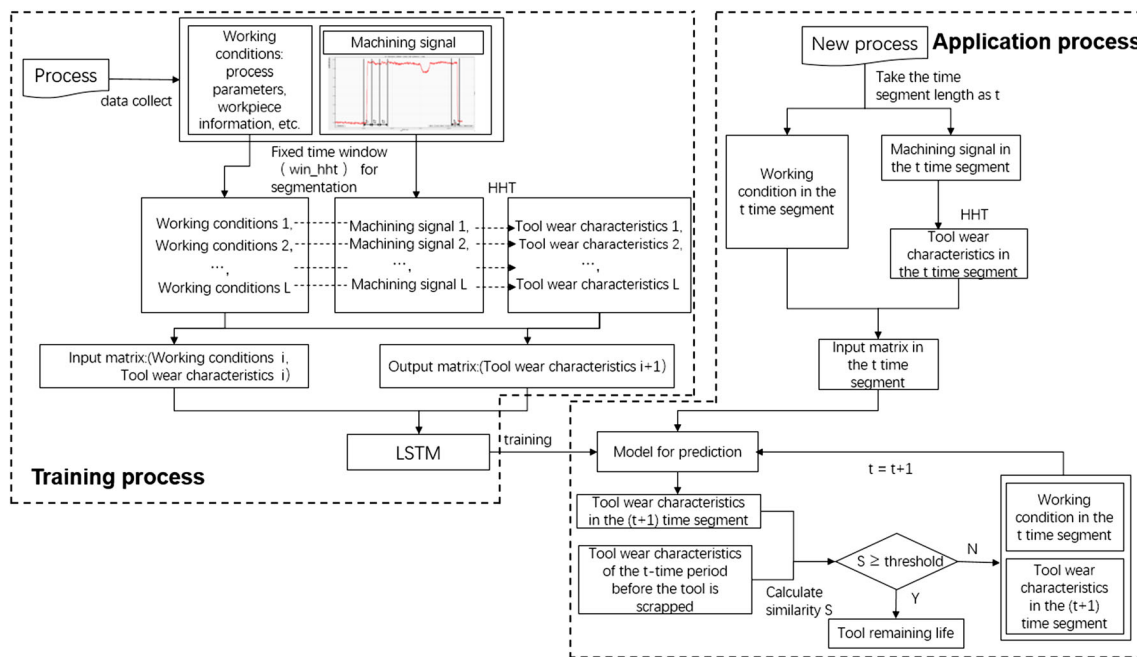 Process
data collect
Working
conditions:
process
parameters,
workpiece
information, etc.
Machining signal
Fixed time window
（win_hht） for
segmentation
HHT
Working conditions 1,
Working conditions 2,
…,
Working conditions L
Machining signal 1,
Machining signal 2,
…,
Machining signal L
Tool wear characteristics 1,
Tool wear characteristics 2,
…,
Tool wear characteristics L
Input matrix:(Working conditions i,
Tool wear characteristics i)
Output matrix:(Tool wear characteristics i+1)
LSTM
training
Training process
New process
Application process
Take the time
segment length as t
Working
condition in the
t time segment
Machining signal in
the t time segment
HHT
Tool wear
characteristics in
the t time segment
Input matrix in
the t time
segment
Model for prediction
t = t+1
Tool wear characteristics
in the (t+1) time segment
Tool wear characteristics
of the t-time period
before the tool is
scrapped
Calculate
similarity S
S ≥ threshold
N
Y
Tool remaining life
Working
condition in the
t time segment
Tool wear
characteristics
in the (t+1)
time segment